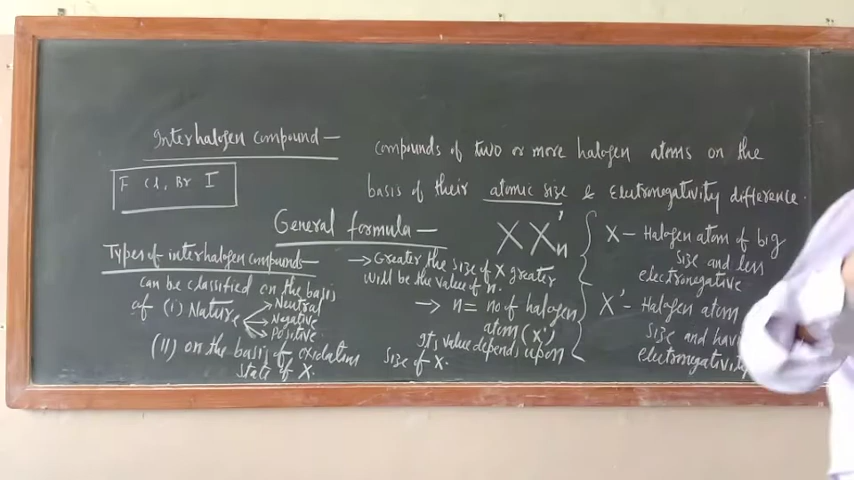 Interhalogen compound—
compounds of two or more halogen atoms on the
basis of their atomic size & Electronegativity difference.
F Cl, Br I
General formula—
XX'n
X – Halogen atom of big
size and less
electronegative
X' – Halogen atom
size and
electronegativity
→ Greater the size of X greater
will be the value of n.
→ n = no of halogen
atom (X')
Its value depends upon
size of X.
Types of interhalogen compounds—
can be classified on the basis
of (i) Nature
Neutral
Negative
Positive
(ii) on the basis of oxidation
state of X.